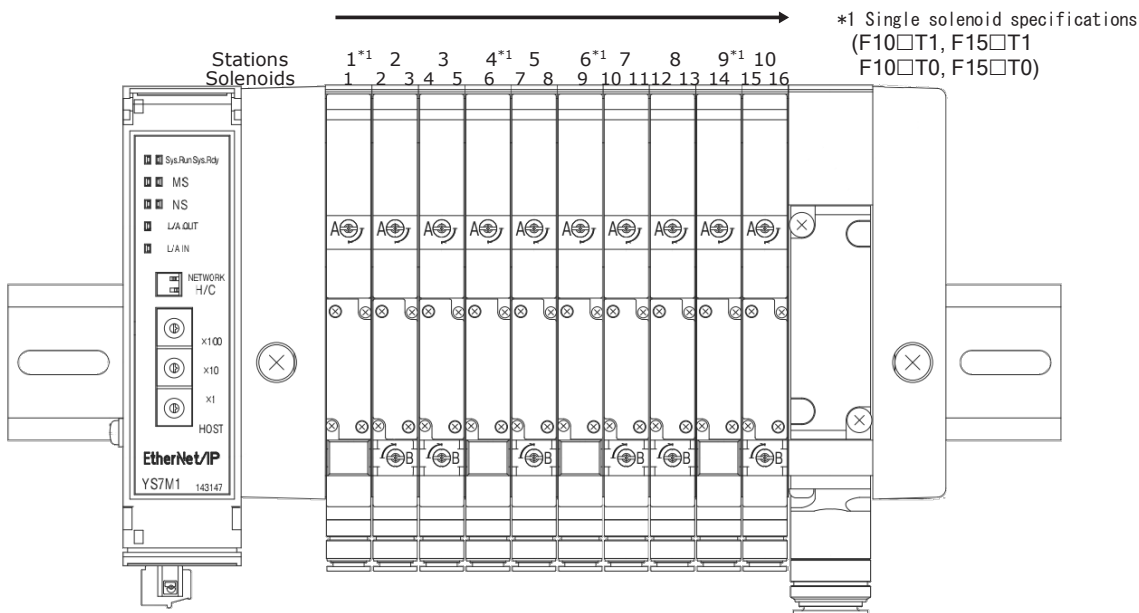 *1 Single solenoid specifications
(F10□T1, F15□T1
F10□T0, F15□T0)
Stations 1*1 2 3 4*1 5 6*1 7 8 9*1 10
Solenoids 1 2 3 4 5 6 7 8 9 10 11 12 13 14 15 16
Sys.Run Sys.Rdy
MS
NS
L/A OUT
L/A IN
NETWORK
H/C
×100
×10
×1
HOST
EtherNet/IP
YS7M1 143147
A A A A A A A A A A
B B B B B B